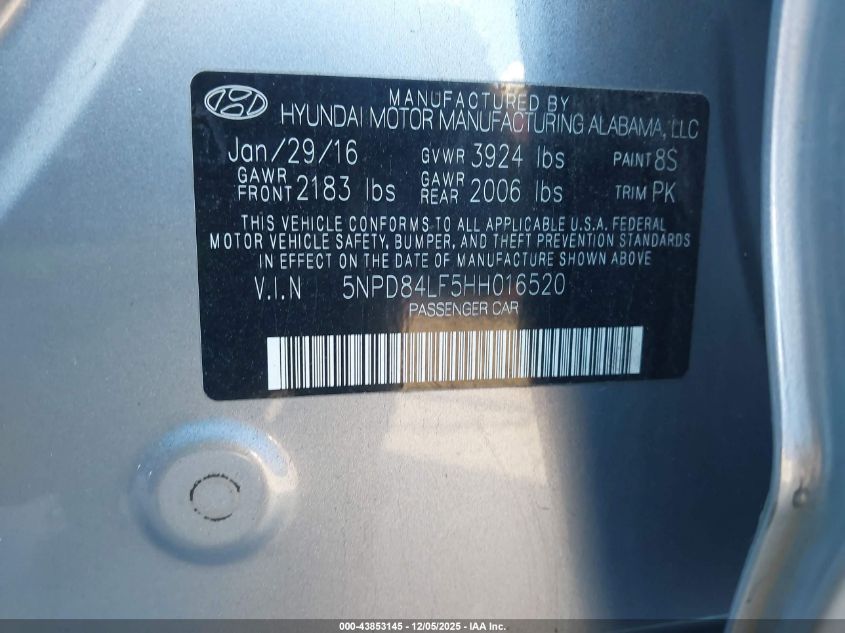 MANUFACTURED BY
HYUNDAI MOTOR MANUFACTURING ALABAMA, LLC
Jan/29/16 GVWR 3924 lbs PAINT 8S
GAWR FRONT 2183 lbs GAWR REAR 2006 lbs TRIM PK
THIS VEHICLE CONFORMS TO ALL APPLICABLE U.S.A. FEDERAL
MOTOR VEHICLE SAFETY, BUMPER, AND THEFT PREVENTION STANDARDS
IN EFFECT ON THE DATE OF MANUFACTURE SHOWN ABOVE.
V.I.N 5NPD84LF5HH016520
PASSENGER CAR
000-43853145 - 12/05/2025 - IAA Inc.